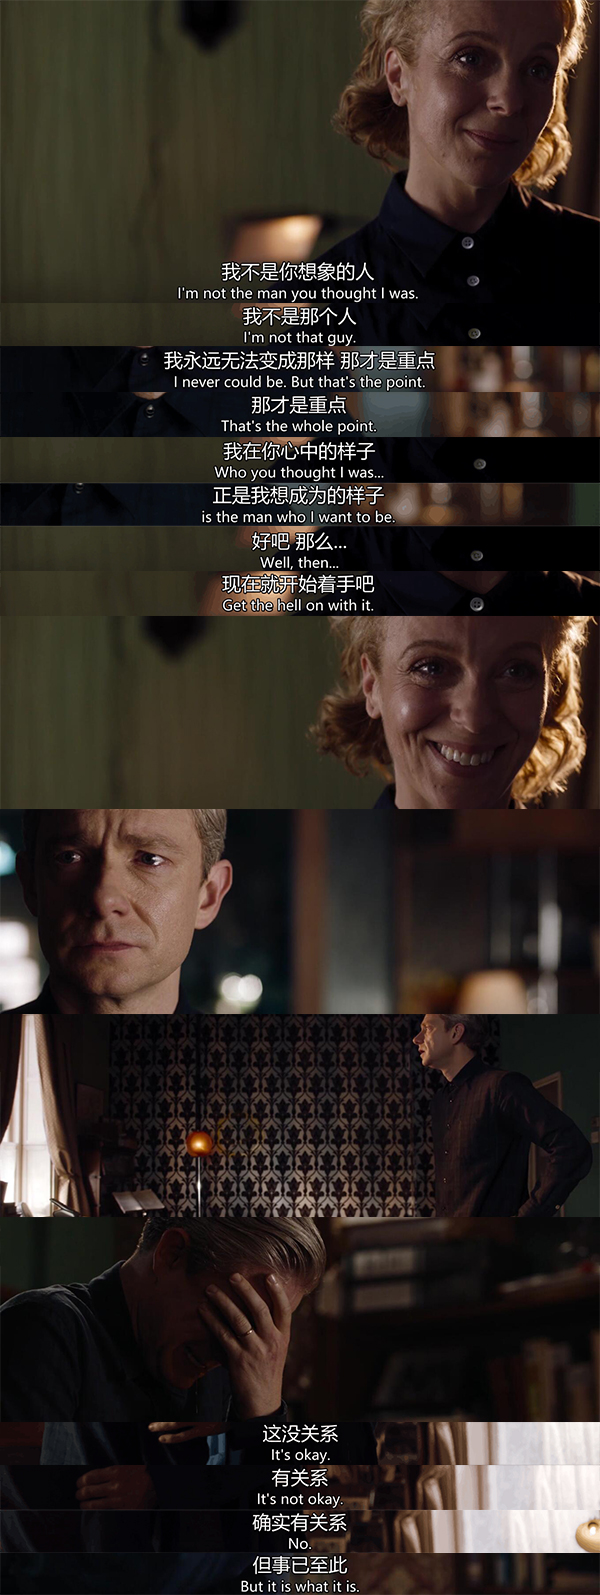 我不是你想象的人
I'm not the man you thought I was.
我不是那个人
I'm not that guy.
我永远无法变成那样 那才是重点
I never could be. But that's the point.
那才是重点
That's the whole point.
我在你心中的样子
Who you thought I was...
正是我想成为的样子
is the man who I want to be.
好吧 那么...
Well, then...
现在就开始着手吧
Get the hell on with it.
这没关系
It's okay.
有关系
It's not okay.
确实有关系
No.
但事已至此
But it is what it is.